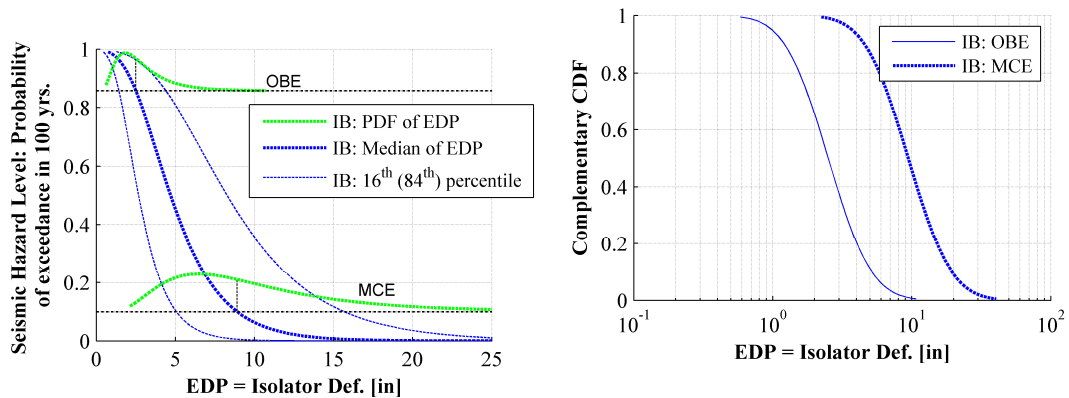 Seismic Hazard Level: Probability
of exceedance in 100 yrs.
1
0.8
0.6
0.4
0.2
0
OBE
IB: PDF of EDP
IB: Median of EDP
IB: 16th (84th) percentile
MCE
0 5 10 15 20 25
EDP = Isolator Def. [in]
Complementary CDF
1
0.8
0.6
0.4
0.2
0
IB: OBE
IB: MCE
10-1 100 101 102
EDP = Isolator Def. [in]